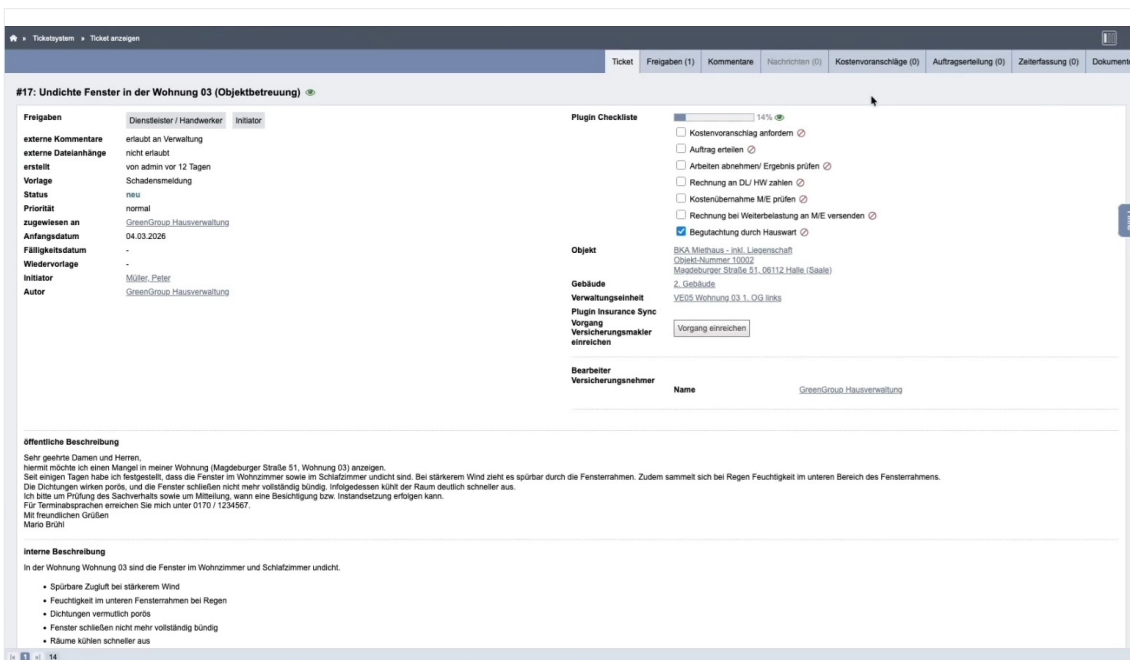 Ticketsystem » Ticket anzeigen
Ticket Freigaben (1) Kommentare Nachrichten (0) Kostenvoranschläge (0) Auftragserteilung (0) Zeiterfassung (0) Dokumente
#17: Undichte Fenster in der Wohnung 03 (Objektbetreuung)
Freigaben Dienstleister / Handwerker Initiator
externe Kommentare erlaubt an Verwaltung
externe Dateianhänge nicht erlaubt
erstellt von admin vor 12 Tagen
Vorlage Schadensmeldung
Status neu
Priorität normal
zugewiesen an GreenGroup Hausverwaltung
Anfangsdatum 04.03.2026
Fälligkeitsdatum -
Wiedervorlage -
Initiator Müller, Peter
Autor GreenGroup Hausverwaltung
Plugin Checkliste 14%
Kostenvoranschlag anfordern
Auftrag erteilen
Arbeiten abnehmen/ Ergebnis prüfen
Rechnung an DL/ HW zahlen
Kostenübernahme M/E prüfen
Rechnung bei Weiterbelastung an M/E versenden
Begutachtung durch Hauswart
Objekt BKA Miethaus - inkl. Liegenschaft
Objekt-Nummer 10002
Magdeburger Straße 51, 06112 Halle (Saale)
Gebäude 2. Gebäude
Verwaltungseinheit VE05 Wohnung 03 1. OG links
Plugin Insurance Sync
Vorgang
Versicherungsmakler
einreichen
Vorgang einreichen
Bearbeiter
Versicherungsnehmer
Name GreenGroup Hausverwaltung
öffentliche Beschreibung
Sehr geehrte Damen und Herren,
hiermit möchte ich einen Mangel in meiner Wohnung (Magdeburger Straße 51, Wohnung 03) anzeigen.
Seit einigen Tagen habe ich festgestellt, dass die Fenster im Wohnzimmer sowie im Schlafzimmer undicht sind. Bei stärkerem Wind zieht es spürbar durch die Fensterrahmen. Zudem sammelt sich bei Regen Feuchtigkeit im unteren Bereich des Fensterrahmens.
Die Dichtungen wirken porös, und die Fenster schließen nicht mehr vollständig bündig. Infolgedessen kühlt der Raum deutlich schneller aus.
Ich bitte um Prüfung des Sachverhalts sowie um Mitteilung, wann eine Besichtigung bzw. Instandsetzung erfolgen kann.
Für Terminabsprachen erreichen Sie mich unter 0170 / 1234567.
Mit freundlichen Grüßen
Mario Brühl
interne Beschreibung
In der Wohnung Wohnung 03 sind die Fenster im Wohnzimmer und Schlafzimmer undicht.
• Spürbare Zugluft bei stärkerem Wind
• Feuchtigkeit im unteren Fensterrahmen bei Regen
• Dichtungen vermutlich porös
• Fenster schließen nicht mehr vollständig bündig
• Räume kühlen schneller aus
1 14